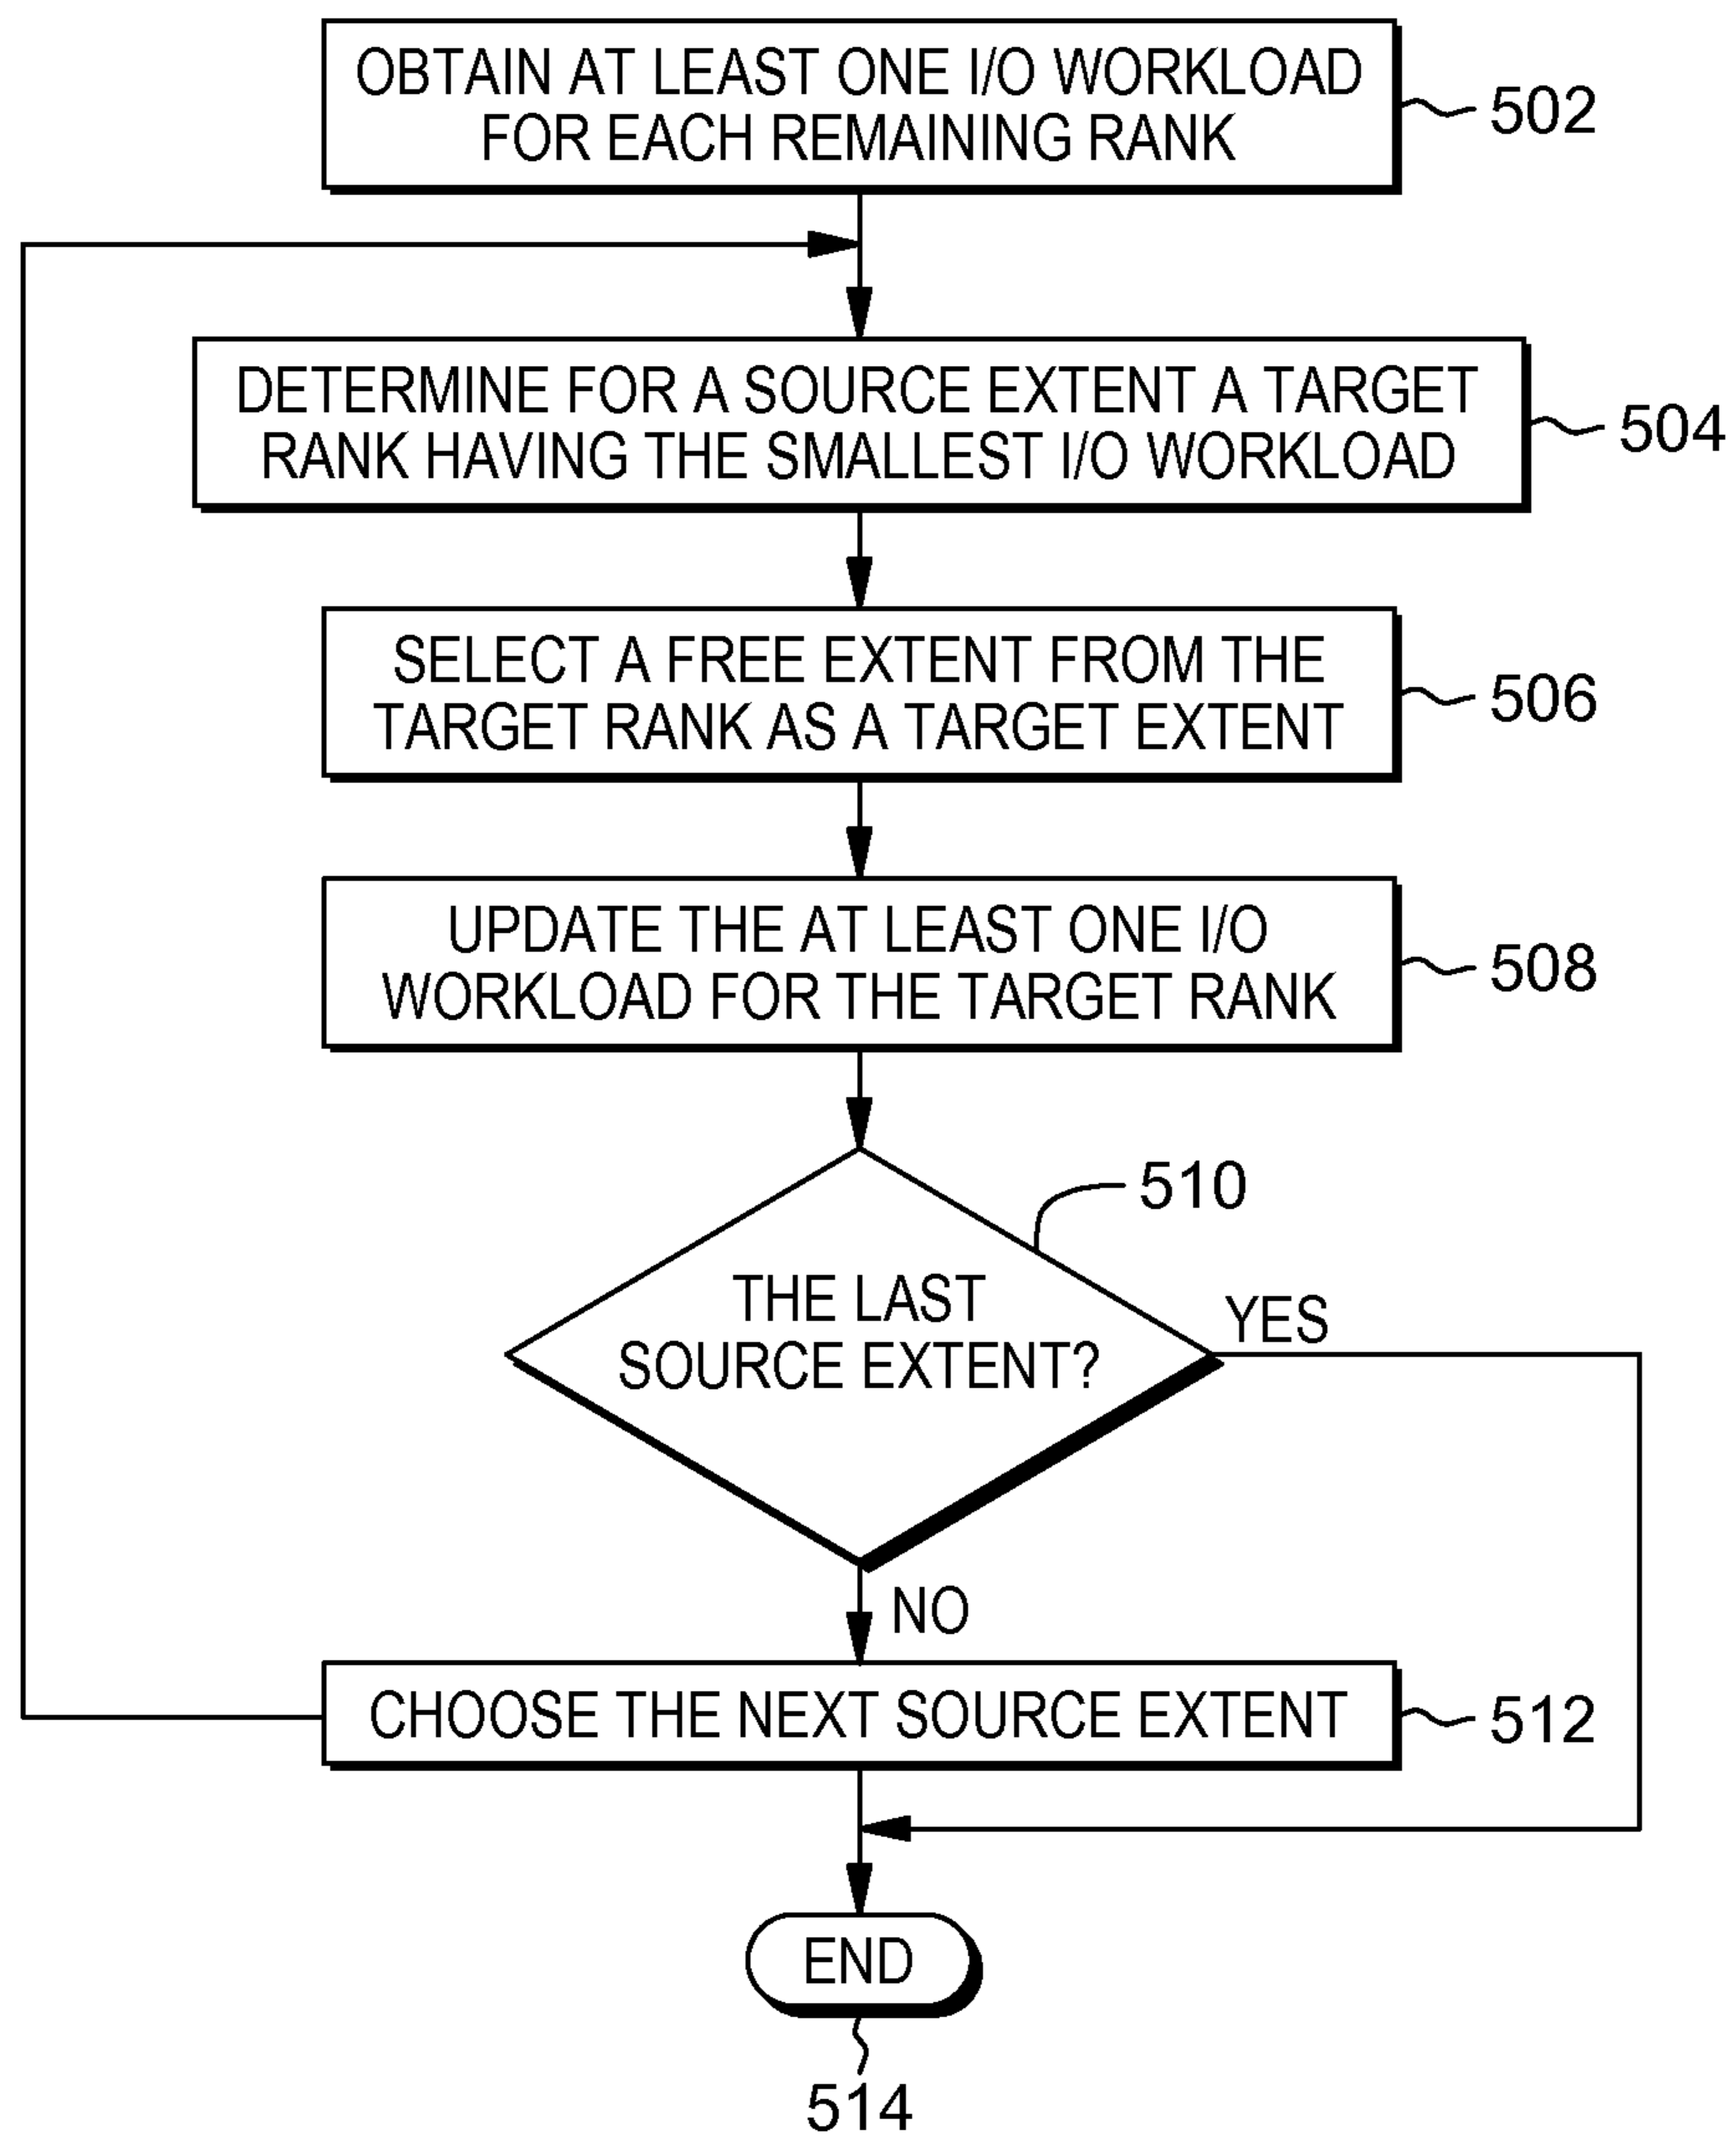 OBTAIN AT LEAST ONE I/O WORKLOAD
FOR EACH REMAINING RANK
502
DETERMINE FOR A SOURCE EXTENT A TARGET
RANK HAVING THE SMALLEST I/O WORKLOAD
504
SELECT A FREE EXTENT FROM THE
TARGET RANK AS A TARGET EXTENT
506
UPDATE THE AT LEAST ONE I/O
WORKLOAD FOR THE TARGET RANK
508
510
THE LAST
SOURCE EXTENT?
YES
NO
CHOOSE THE NEXT SOURCE EXTENT
512
END
514